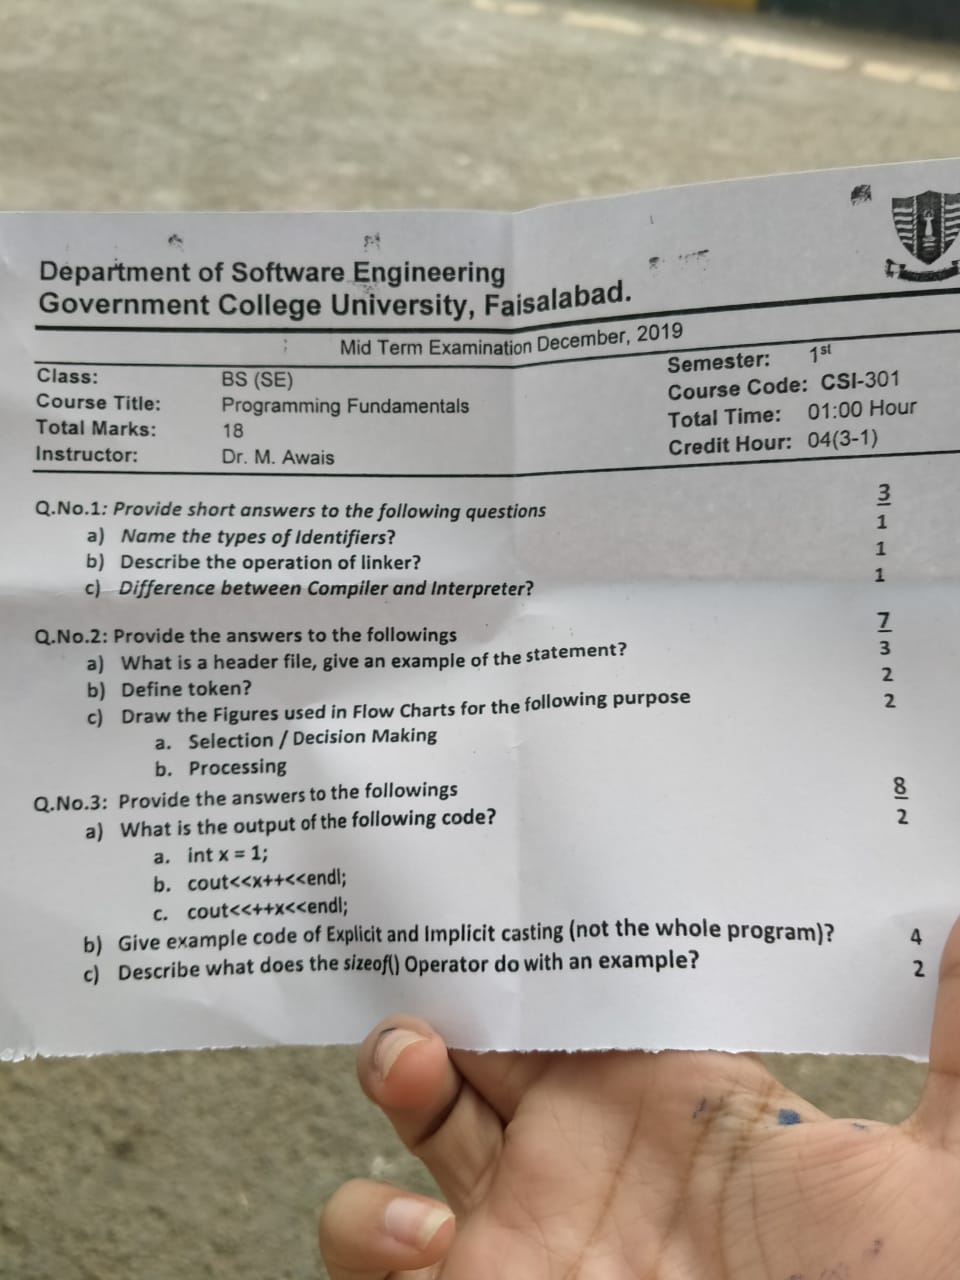 Department of Software Engineering
Government College University, Faisalabad.
Mid Term Examination December, 2019
Class: BS (SE) Semester: 1st
Course Title: Programming Fundamentals Course Code: CSI-301
Total Marks: 18 Total Time: 01:00 Hour
Instructor: Dr. M. Awais Credit Hour: 04(3-1)
Q.No.1: Provide short answers to the following questions 3
a) Name the types of Identifiers? 1
b) Describe the operation of linker? 1
c) Difference between Compiler and Interpreter? 1
Q.No.2: Provide the answers to the followings 7
a) What is a header file, give an example of the statement? 3
b) Define token? 2
c) Draw the Figures used in Flow Charts for the following purpose 2
a. Selection / Decision Making
b. Processing
Q.No.3: Provide the answers to the followings 8
a) What is the output of the following code? 2
a. int x = 1;
b. cout<<x++<<endl;
c. cout<<++x<<endl;
b) Give example code of Explicit and Implicit casting (not the whole program)? 4
c) Describe what does the sizeof() Operator do with an example? 2